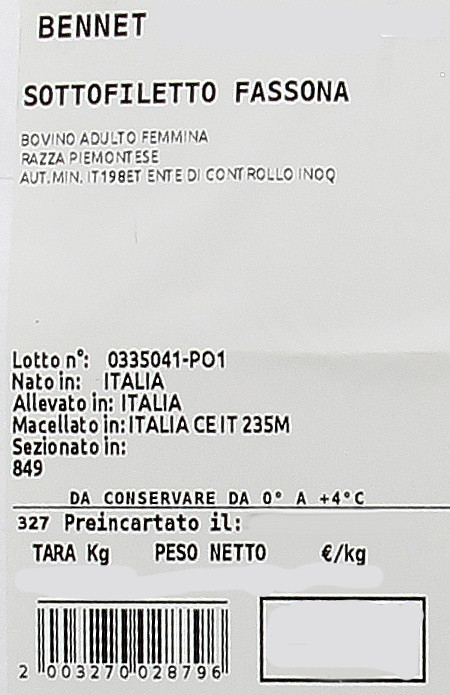 BENNET
SOTTOFILETTO FASSONA
BOVINO ADULTO FEMMINA
RAZZA PIEMONTESE
AUT.MIN. IT198ET ENTE DI CONTROLLO INOQ
Lotto n°: 0335041-PO1
Nato in: ITALIA
Allevato in: ITALIA
Macellato in: ITALIA CE IT 235M
Sezionato in:
849
DA CONSERVARE DA 0° A +4°C
327 Preincartato il:
TARA Kg PESO NETTO €/kg
2 003270 028796